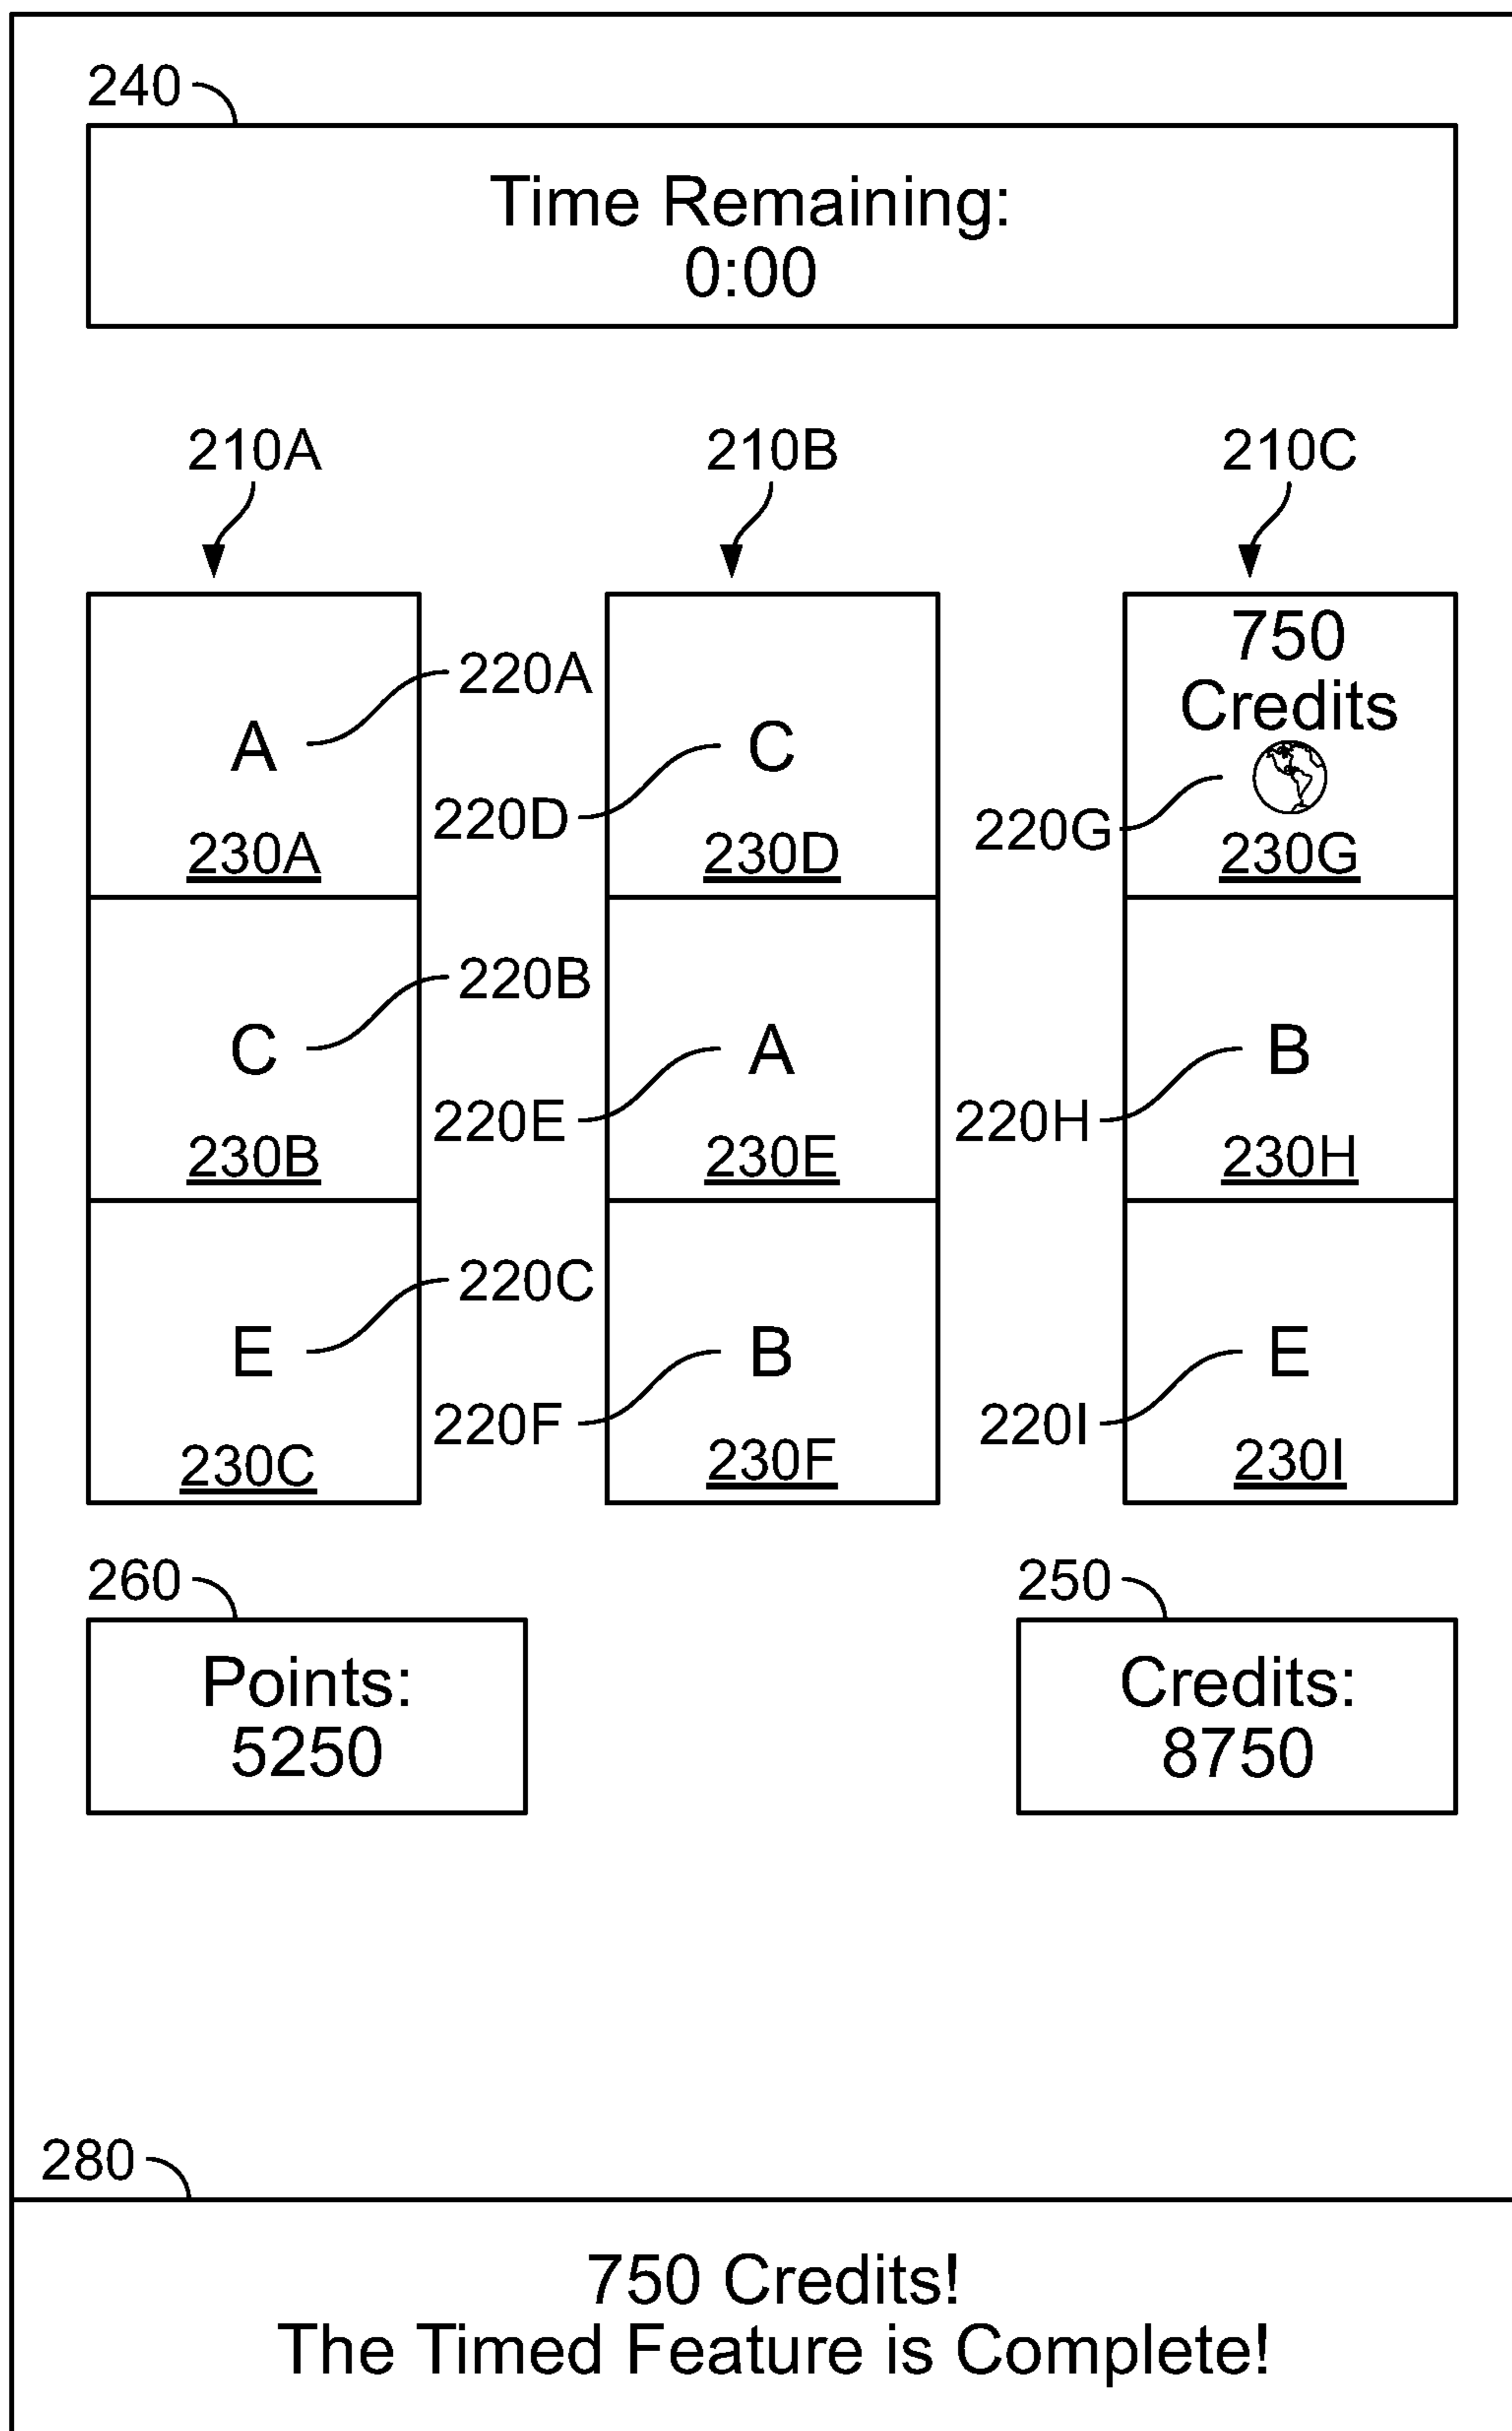 240
Time Remaining:
0:00
210A
210B
210C
A
220A
230A
C
220B
230B
E
220C
230C
220D
C
230D
220E
A
230E
220F
B
230F
750
Credits
220G
230G
220H
B
230H
220I
E
230I
260
Points:
5250
250
Credits:
8750
280
750 Credits!
The Timed Feature is Complete!